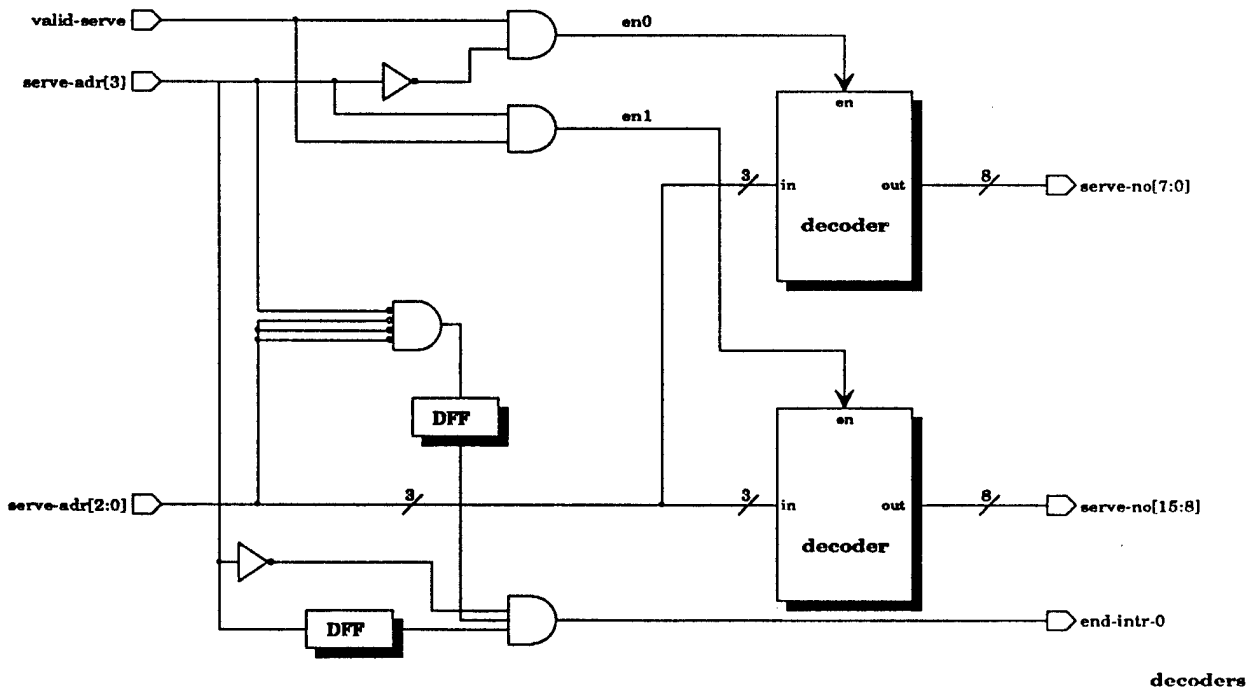 valid-serve
en0
serve-adr[3]
en
en1
3
in
out
8
serve-no[7:0]
decoder
DFF
en
serve-adr[2:0]
3
3
in
out
8
serve-no[15:8]
decoder
DFF
end-intr-0
decoders